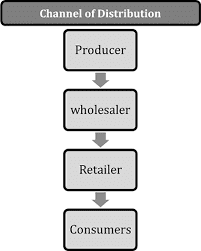 Channel of Distribution
Producer
wholesaler
Retailer
Consumers